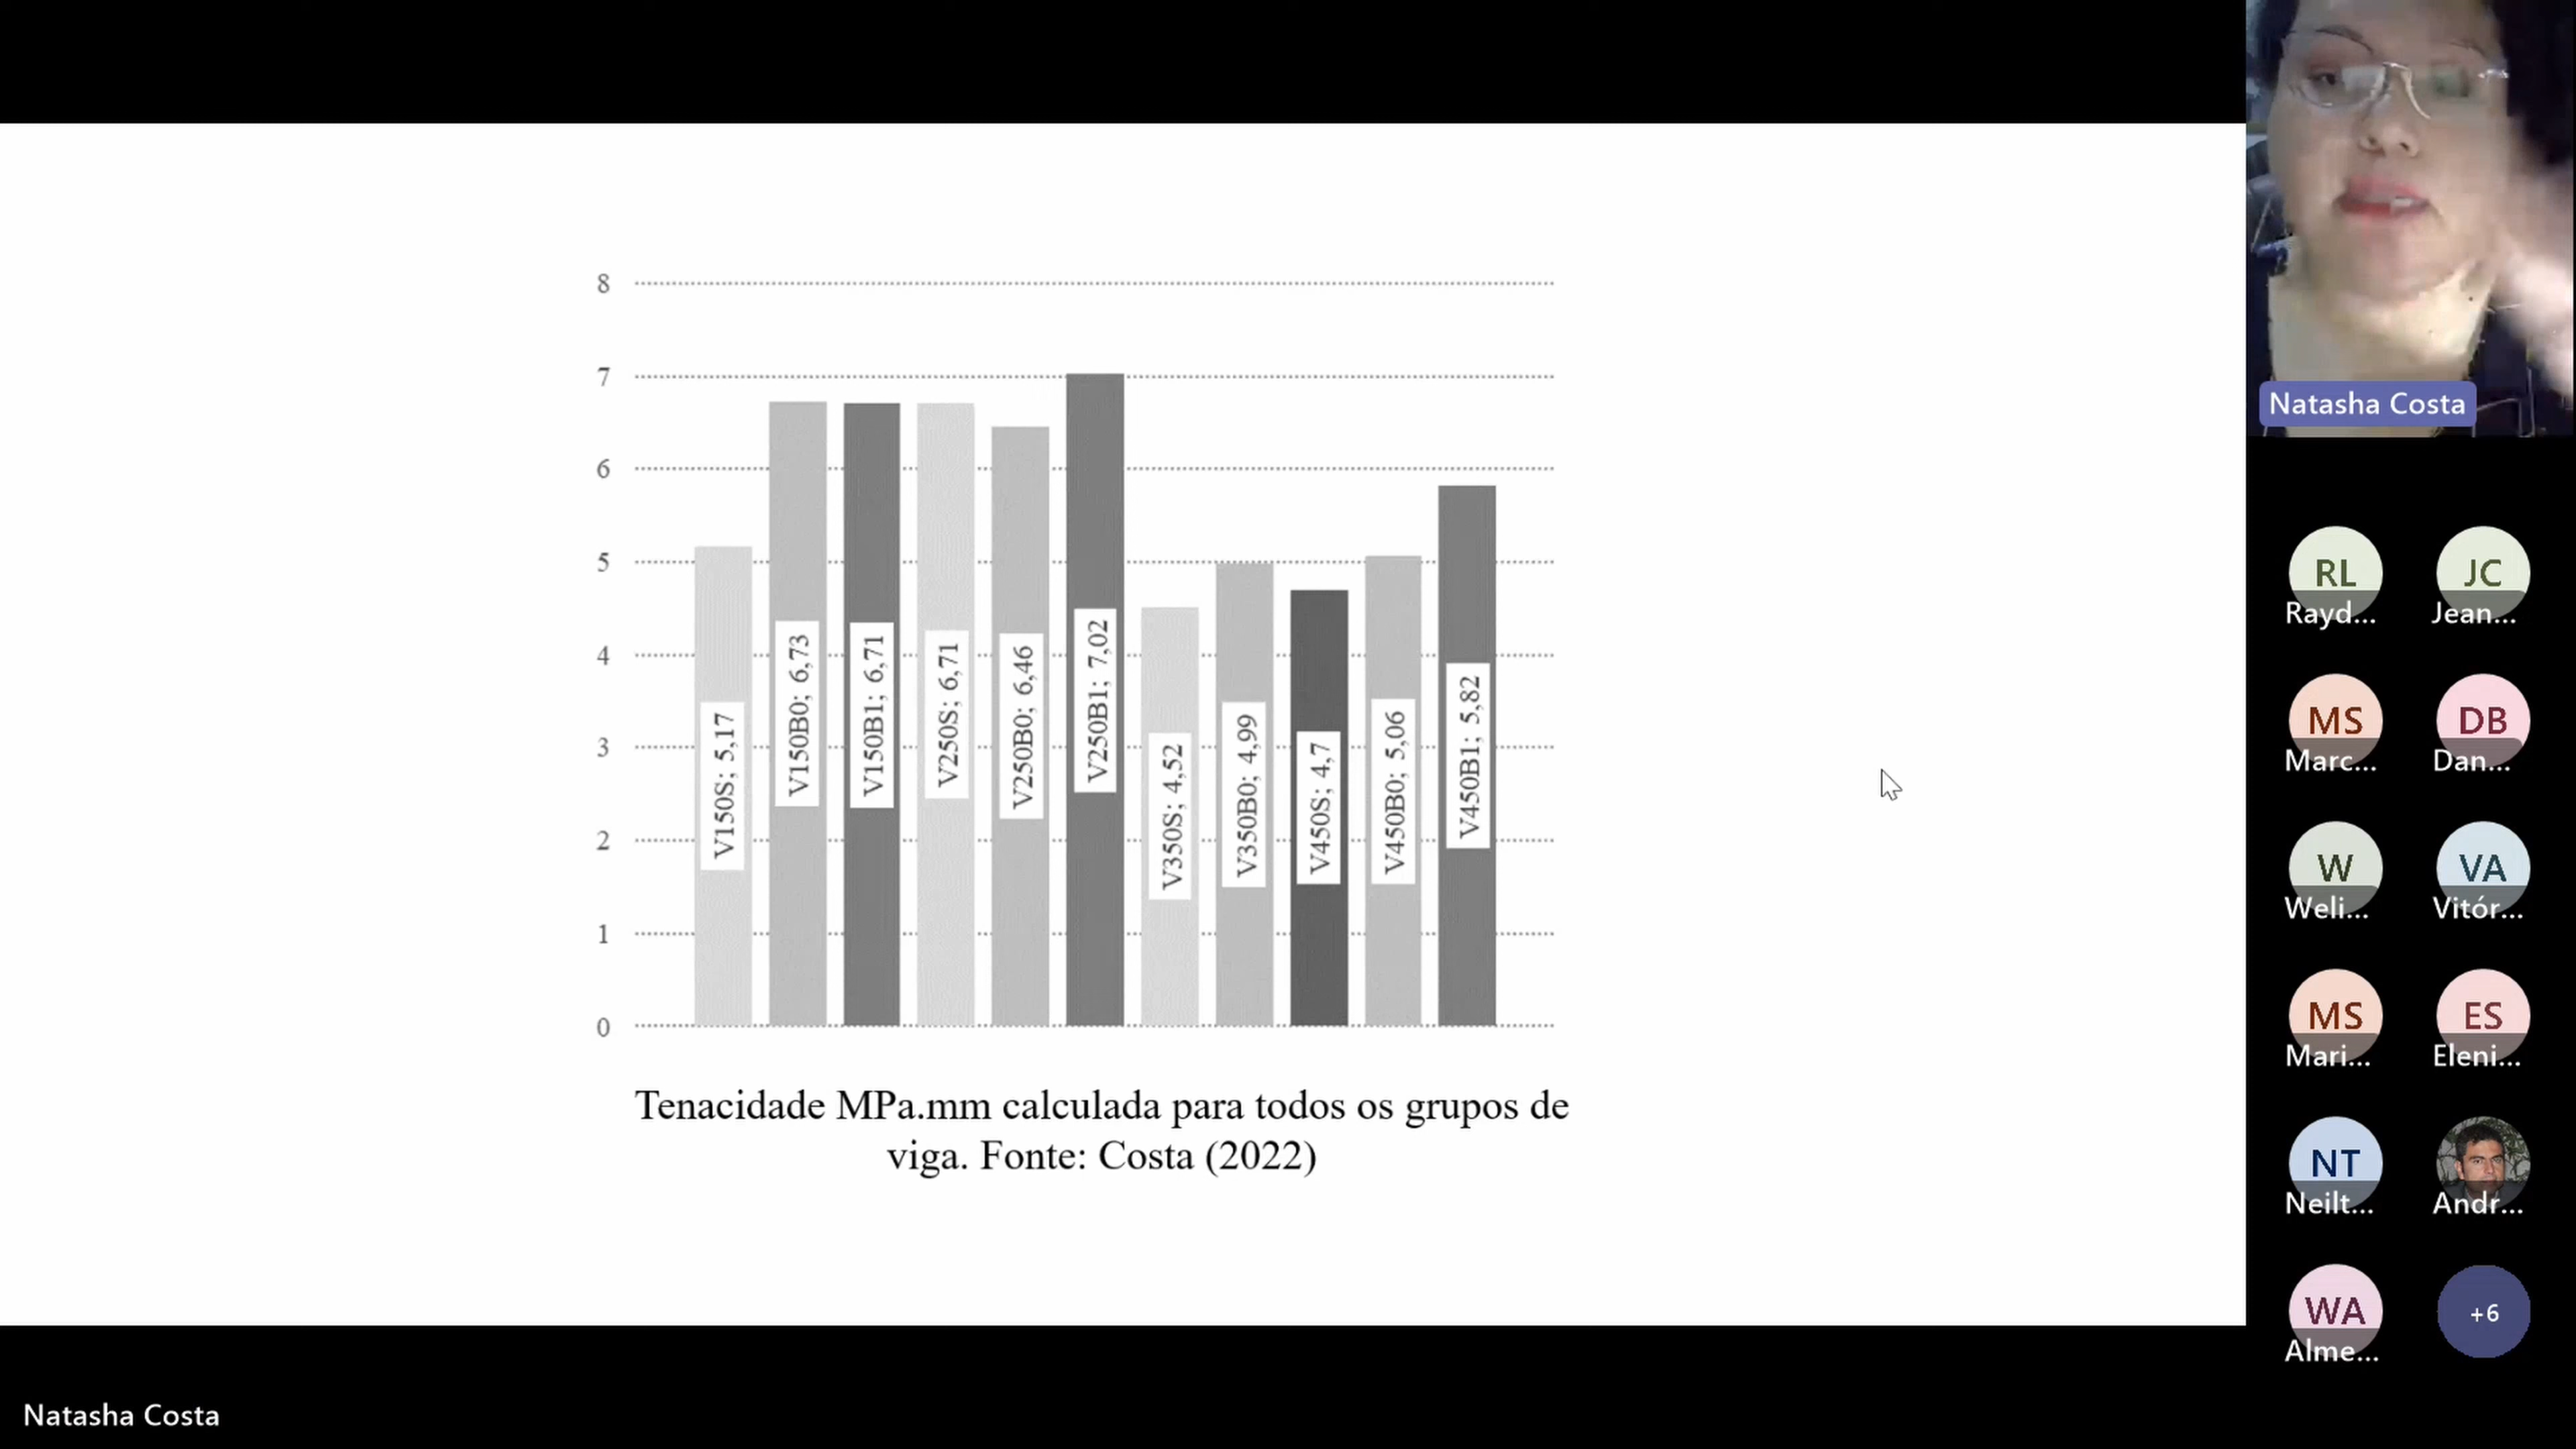 8
7
6
5
4
3
2
1
0
V150S; 5,17
V150B0; 6,73
V150B1; 6,71
V250S; 6,71
V250B0; 6,46
V250B1; 7,02
V350S; 4,52
V350B0; 4,99
V450S; 4,7
V450B0; 5,06
V450B1; 5,82
Tenacidade MPa.mm calculada para todos os grupos de
viga. Fonte: Costa (2022)
Natasha Costa
RL
JC
Rayd...
Jean...
MS
DB
Marc...
Dan...
W
VA
Weli...
Vitór...
MS
ES
Mari...
Eleni...
NT
Neilt...
Andr...
WA
+6
Alme...
Natasha Costa